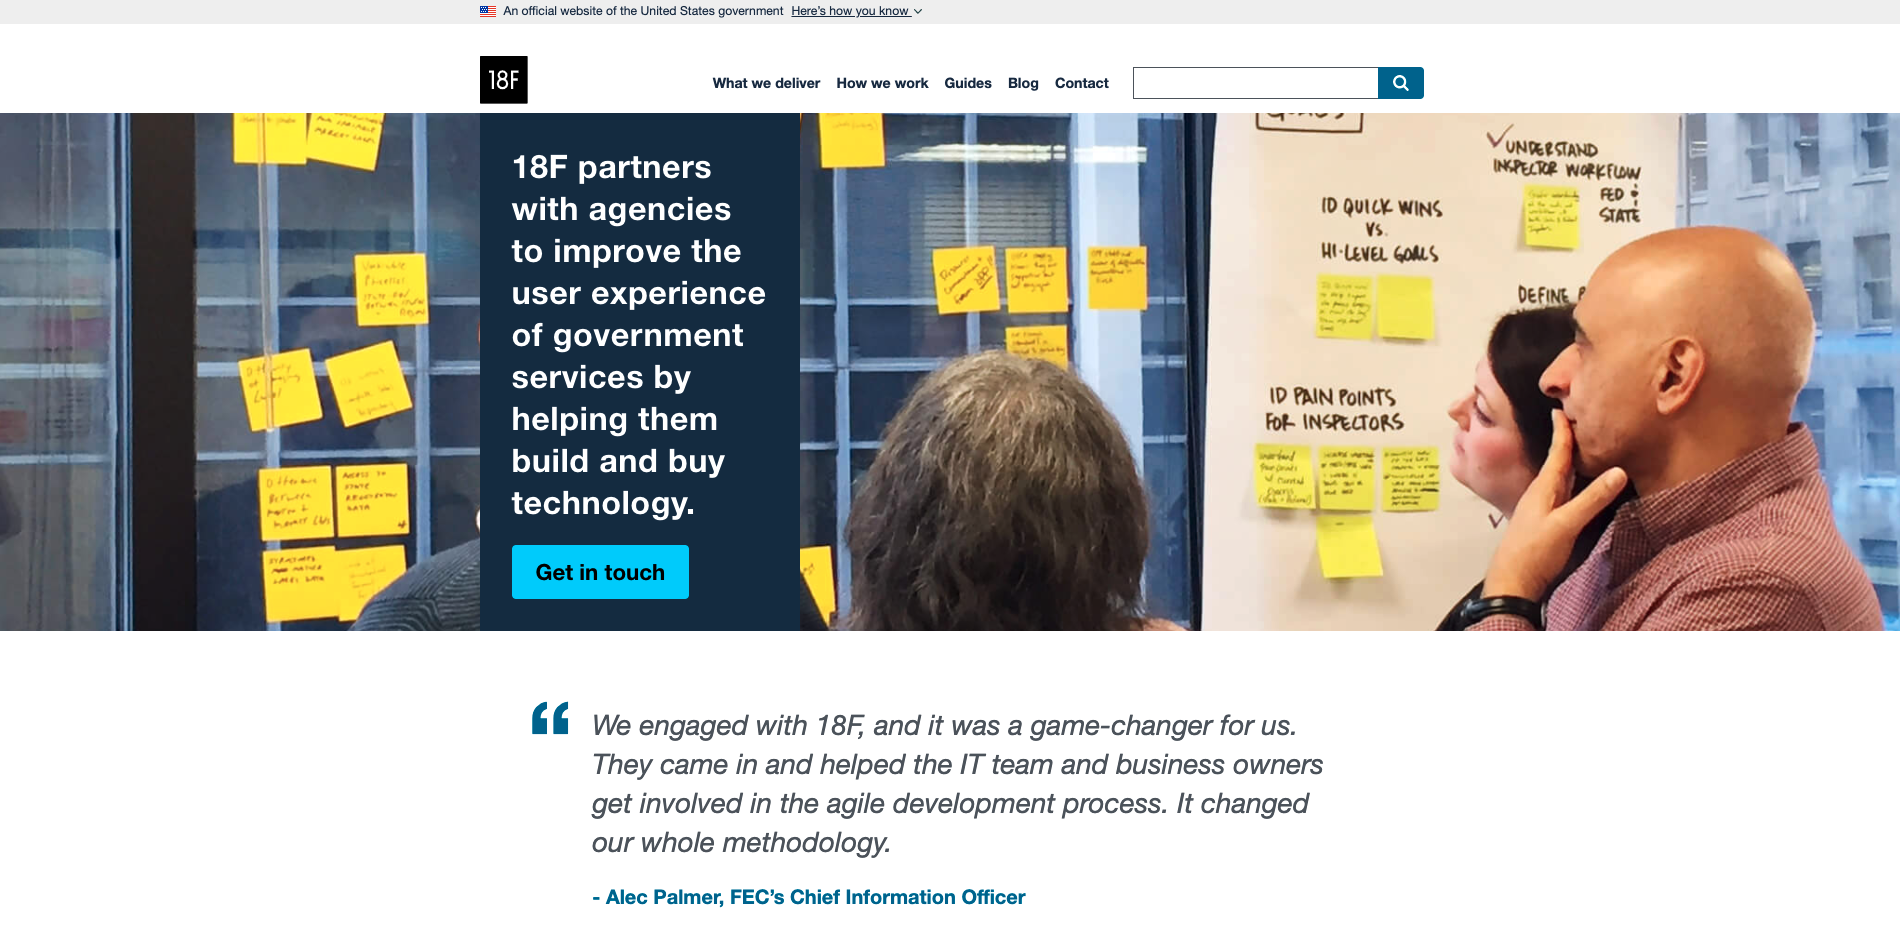 An official website of the United States government Here's how you know
18F
What we deliver How we work Guides Blog Contact
18F partners
with agencies
to improve the
user experience
of government
services by
helping them
build and buy
technology.
Get in touch
UNDERSTAND
INSPECTOR WORKFLOW
FED &
STATE
ID QUICK WINS
VS.
HI-LEVEL GOALS
DEFINE
ID PAIN POINTS
FOR INSPECTORS
“
We engaged with 18F, and it was a game-changer for us.
They came in and helped the IT team and business owners
get involved in the agile development process. It changed
our whole methodology.
- Alec Palmer, FEC’s Chief Information Officer